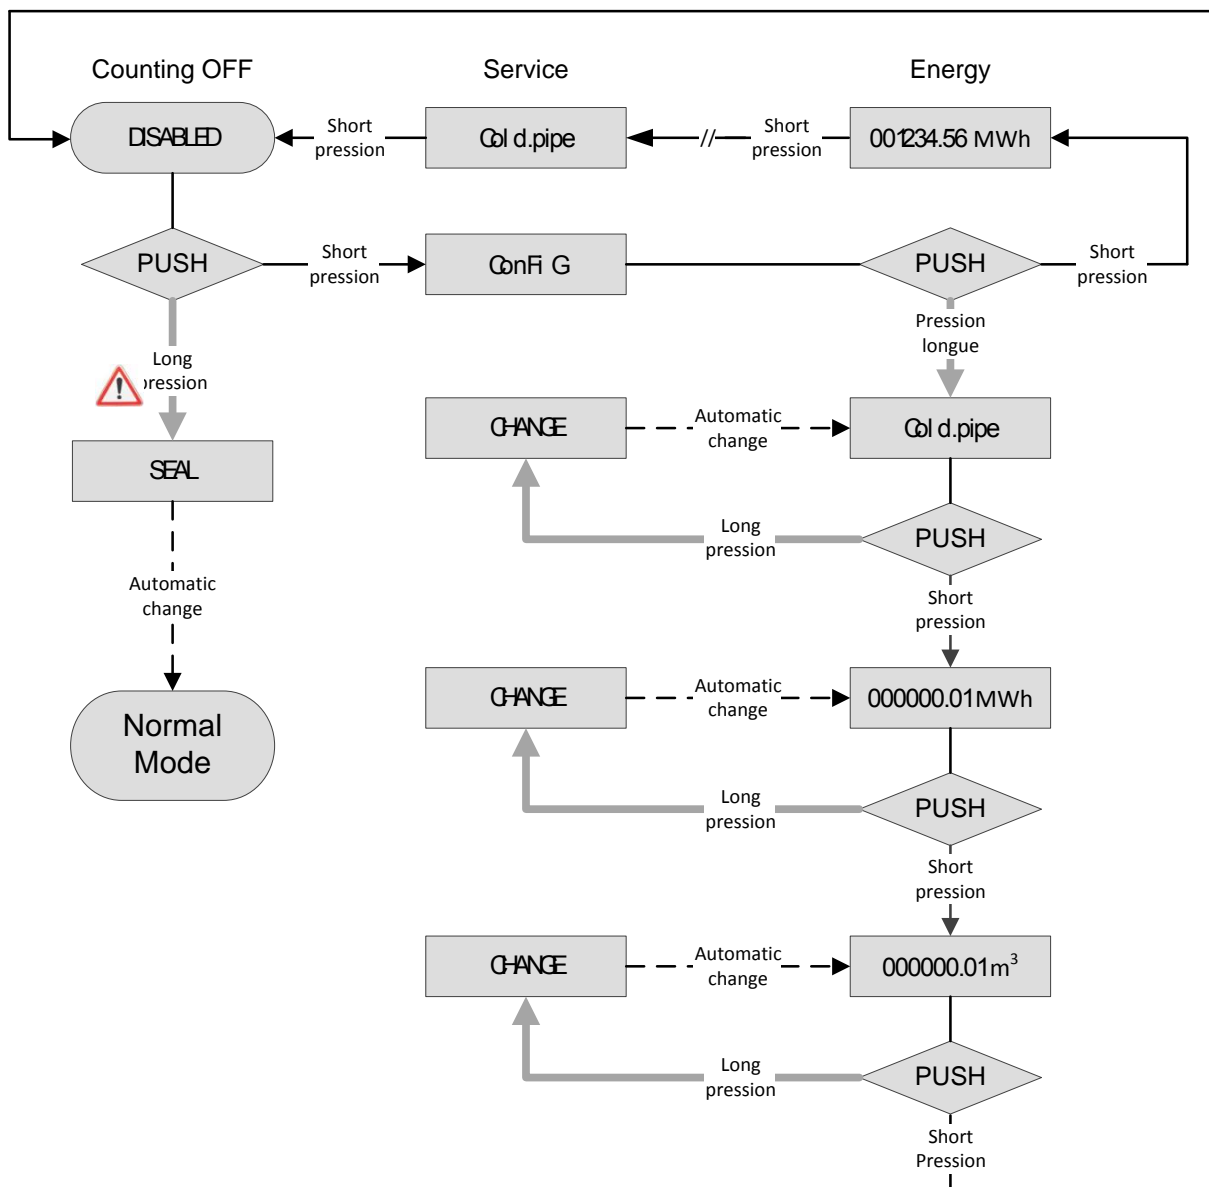 Counting OFF
Service
Energy
DISABLED
Short
pression
Col d.pipe
//
Short
pression
001234.56 MWh
PUSH
Short
pression
ConFi G
PUSH
Short
pression
Long
pression
Pression
longue
CHANGE
Automatic
change
Col d.pipe
SEAL
Long
pression
PUSH
Automatic
change
Short
pression
Normal
Mode
CHANGE
Automatic
change
000000.01MWh
Long
pression
PUSH
Short
pression
CHANGE
Automatic
change
000000.01m³
Long
pression
PUSH
Short
Pression